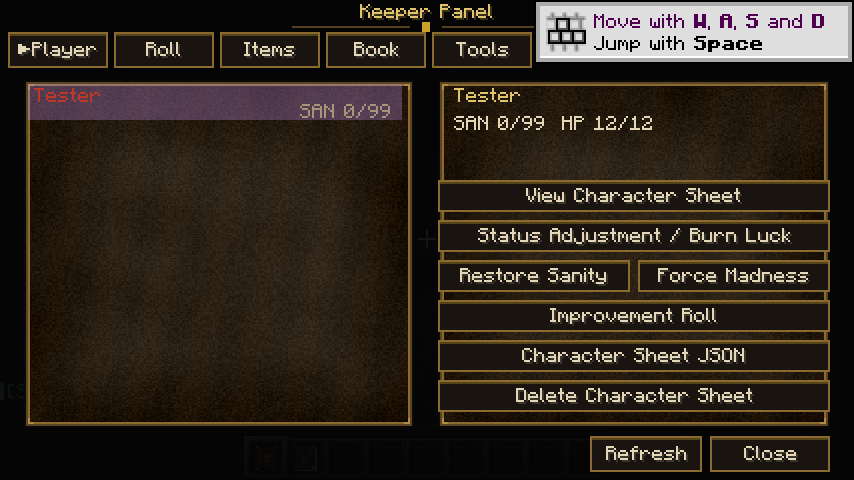 Keeper Panel
Move with W, A, S and D
Jump with Space
▶Player
Roll
Items
Book
Tools
Tester
SAN 0/99
Tester
SAN 0/99 HP 12/12
View Character Sheet
Status Adjustment / Burn Luck
Restore Sanity
Force Madness
Improvement Roll
Character Sheet JSON
Delete Character Sheet
Refresh
Close